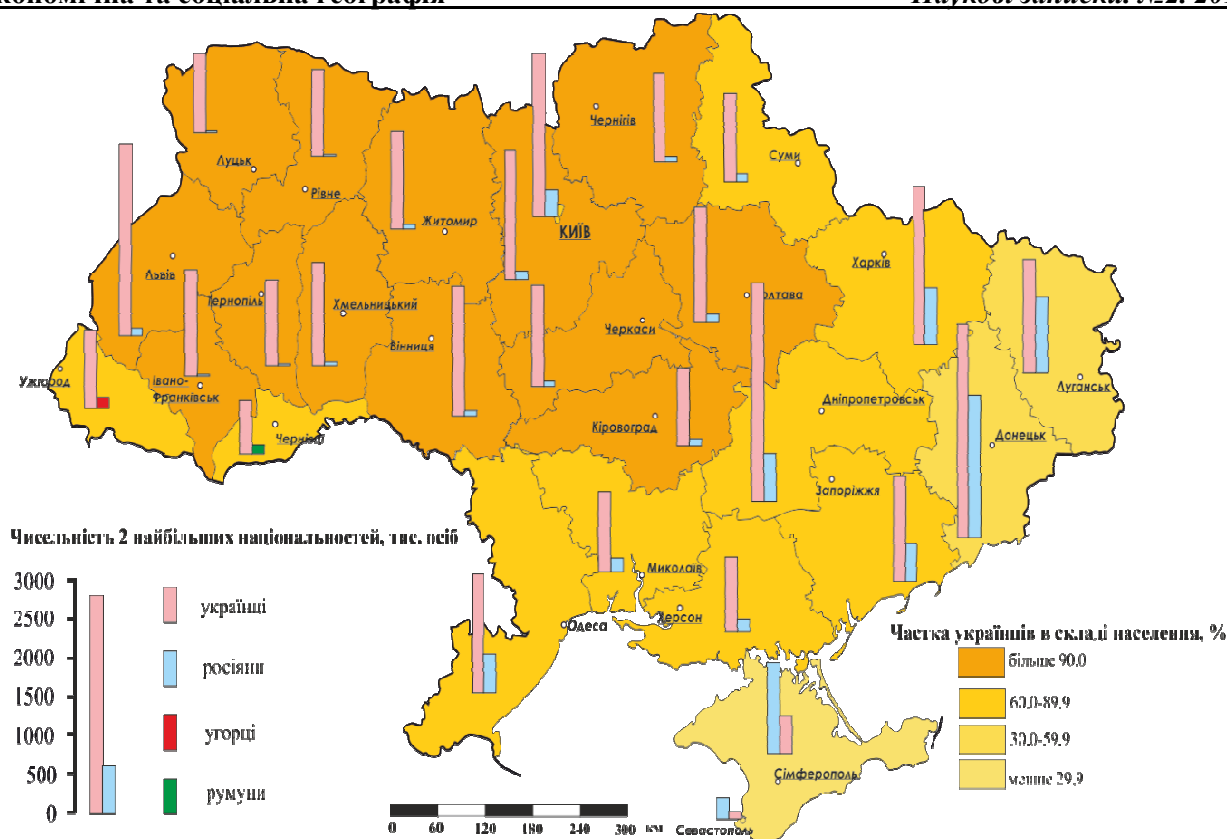 кономічна та соціальна географія
Наукові записки. №2. 20
Чернігів
Суми
Луцьк
Рівне
Житомир
КИЇВ
Харків
Львів
Тернопіль
Хмельницький
Полтава
Черкаси
Вінниця
Ужгород
Івано-
Франківськ
Луганськ
Чернівці
Дніпропетровськ
Кіровоград
Донецьк
Запоріжжя
Чисельність 2 найбільших національностей, тис. осіб
3000
2500
2000
1500
1000
500
0
українці
росіяни
угорці
румуни
Миколаїв
Херсон
Одеса
Частка українців в складі населення, %
більше 90,0
60,0-89,9
30,0-59,9
менше 29,9
Сімферополь
Севастополь
0 60 120 180 240 300 км